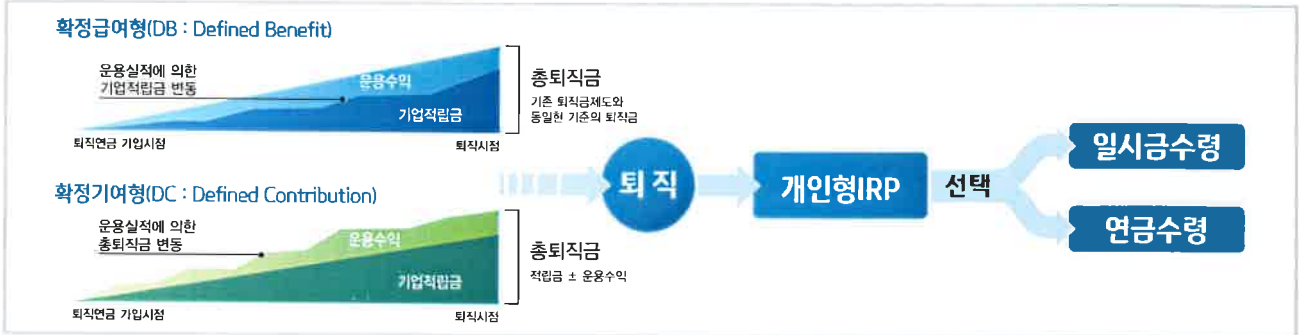 확정급여형(DB : Defined Benefit)
운용실적에 의한
기업적립금 변동
운용수익
기업적립금
퇴직연금 가입시점
퇴직시점
총퇴직금
기존 퇴직금제도와
동일한 기준의 퇴직금
확정기여형(DC : Defined Contribution)
운용실적에 의한
총퇴직금 변동
운용수익
기업적립금
퇴직연금 가입시점
퇴직시점
총퇴직금
적립금 ± 운용수익
퇴직
개인형IRP
선택
일시금수령
연금수령